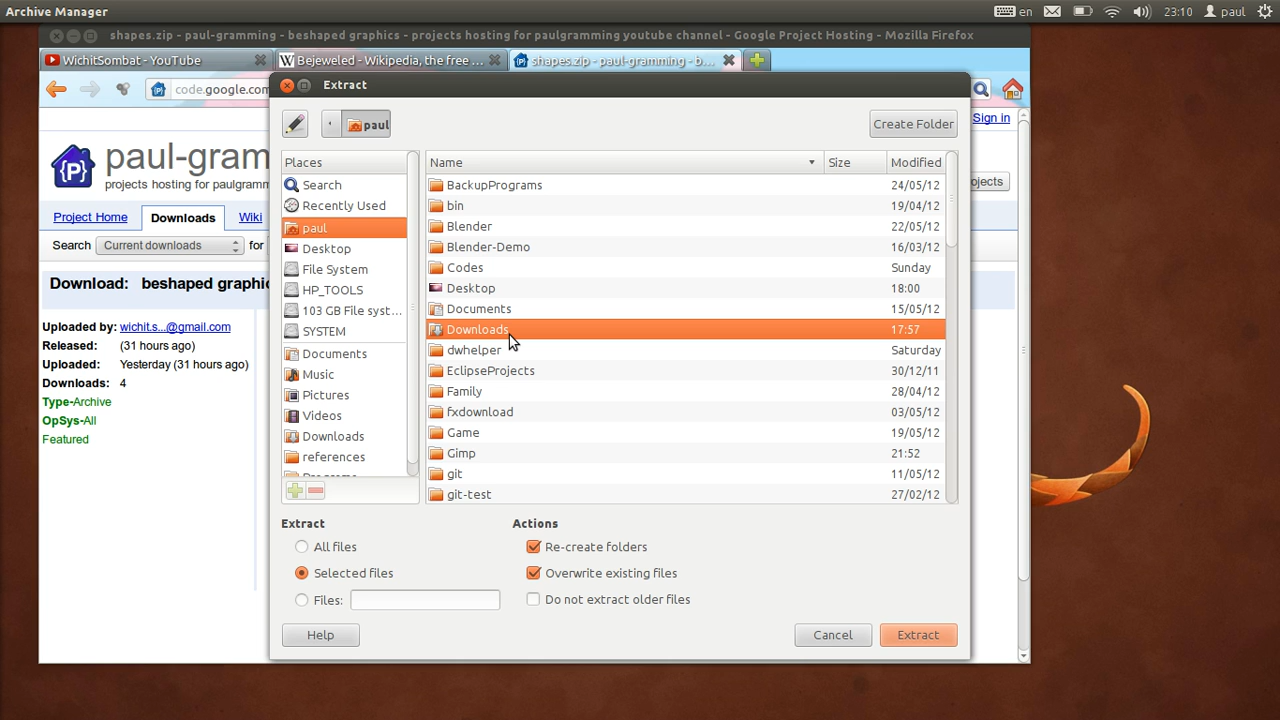 Archive Manager
en
23:10
paul
shapes.zip - paul-gramming - beshaped graphics - projects hosting for paulgramming youtube channel - Google Project Hosting - Mozilla Firefox
WichitSombat - YouTube
W Bejeweled - Wikipedia, the free ...
shapes.zip - paul-gramming - b...
code.google.com
Extract
paul
Create Folder
Sign in
{P}
paul-gram
projects hosting for paulgramm
ojects
Project Home
Downloads
Wiki
Search
Current downloads
for
Download: beshaped graphic
Uploaded by: wichit.s...@gmail.com
Released: (31 hours ago)
Uploaded: Yesterday (31 hours ago)
Downloads: 4
Type-Archive
OpSys-All
Featured
Places
Search
Recently Used
paul
Desktop
File System
HP_TOOLS
103 GB File syst...
SYSTEM
Documents
Music
Pictures
Videos
Downloads
references
Name Size Modified
BackupPrograms 24/05/12
bin 19/04/12
Blender 22/05/12
Blender-Demo 16/03/12
Codes Sunday
Desktop 18:00
Documents 15/05/12
Downloads 17:57
dwhelper Saturday
EclipseProjects 30/12/11
Family 28/04/12
fxdownload 03/05/12
Game 19/05/12
Gimp 21:52
git 11/05/12
git-test 27/02/12
Extract
All files
Selected files
Files:
Actions
Re-create folders
Overwrite existing files
Do not extract older files
Help
Cancel
Extract